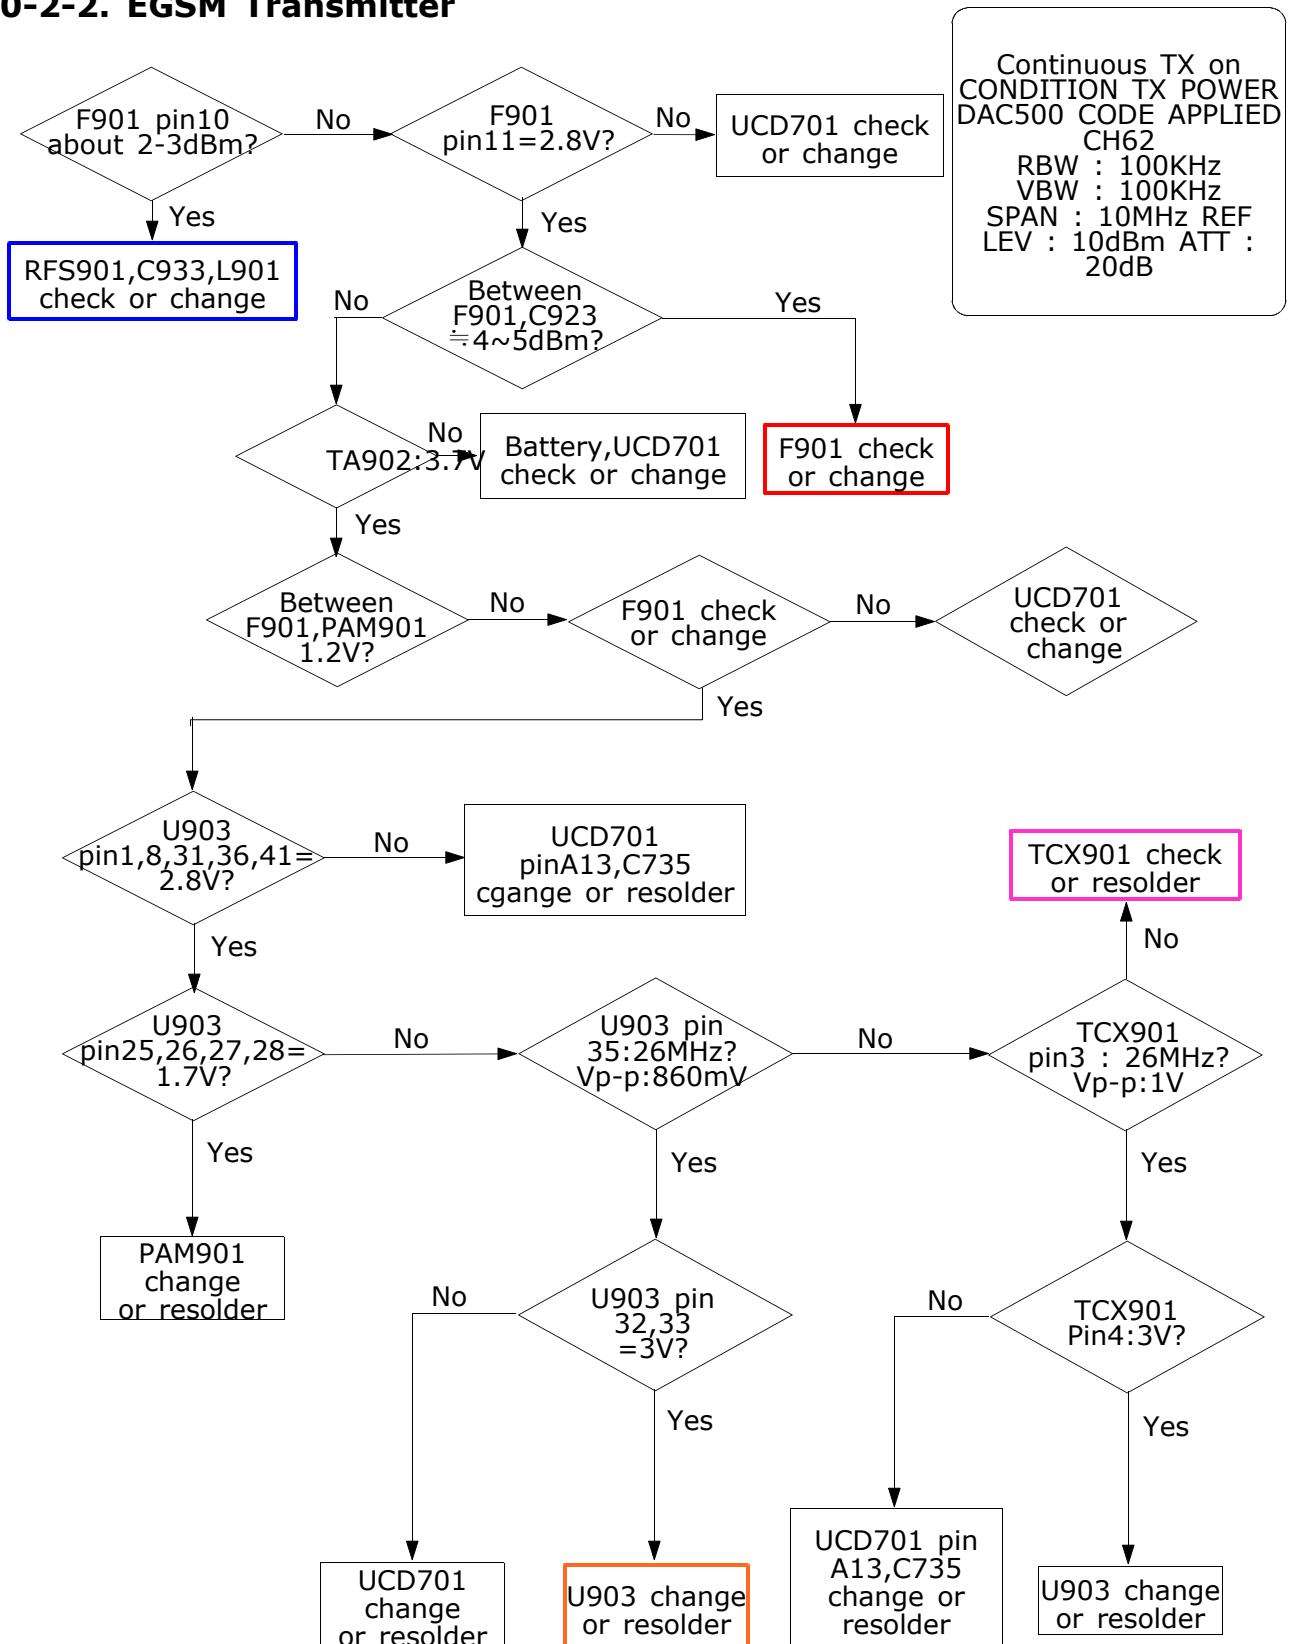 0-2-2. EGSM Transmitter
Continuous TX on
CONDITION TX POWER
DAC500 CODE APPLIED
CH62
RBW : 100KHz
VBW : 100KHz
SPAN : 10MHz REF
LEV : 10dBm ATT :
20dB
F901 pin10
about 2-3dBm?
No
F901
pin11=2.8V?
No
UCD701 check
or change
Yes
Yes
RFS901,C933,L901
check or change
No
Between
F901,C923
≒4~5dBm?
Yes
TA902:3.7V
No
Battery,UCD701
check or change
F901 check
or change
Yes
Between
F901,PAM901
1.2V?
No
F901 check
or change
No
UCD701
check or
change
Yes
U903
pin1,8,31,36,41=
2.8V?
No
UCD701
pinA13,C735
cgange or resolder
TCX901 check
or resolder
Yes
No
U903
pin25,26,27,28=
1.7V?
No
U903 pin
35:26MHz?
Vp-p:860mV
No
TCX901
pin3 : 26MHz?
Vp-p:1V
Yes
Yes
Yes
PAM901
change
or resolder
No
U903 pin
32,33
=3V?
No
TCX901
Pin4:3V?
Yes
Yes
UCD701
change
or resolder
U903 change
or resolder
UCD701 pin
A13,C735
change or
resolder
U903 change
or resolder